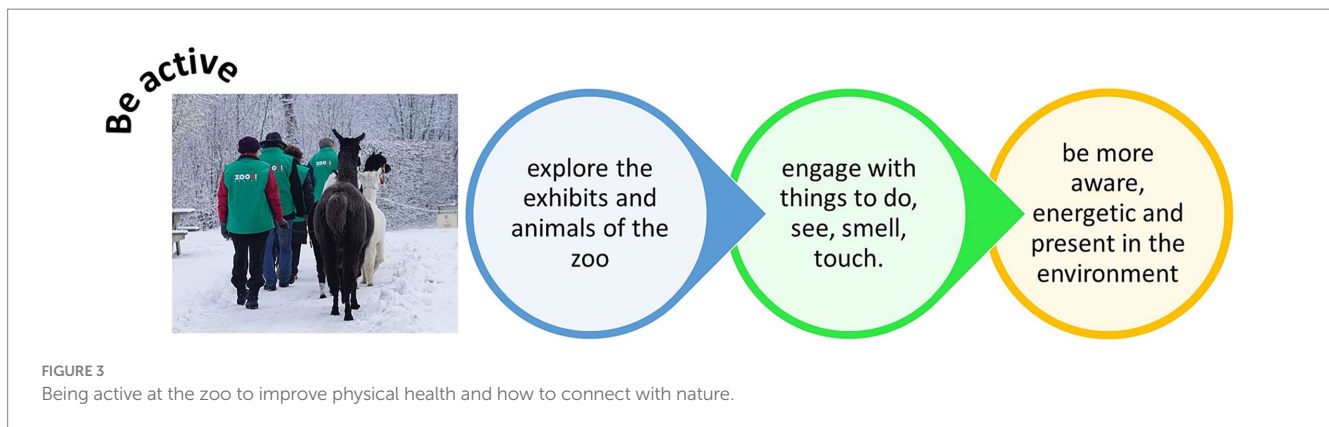 Be active
ZOO!
explore the
exhibits and
animals of the
zoo
engage with
things to do,
see, smell,
touch.
be more
aware,
energetic and
present in the
environment
FIGURE 3
Being active at the zoo to improve physical health and how to connect with nature.